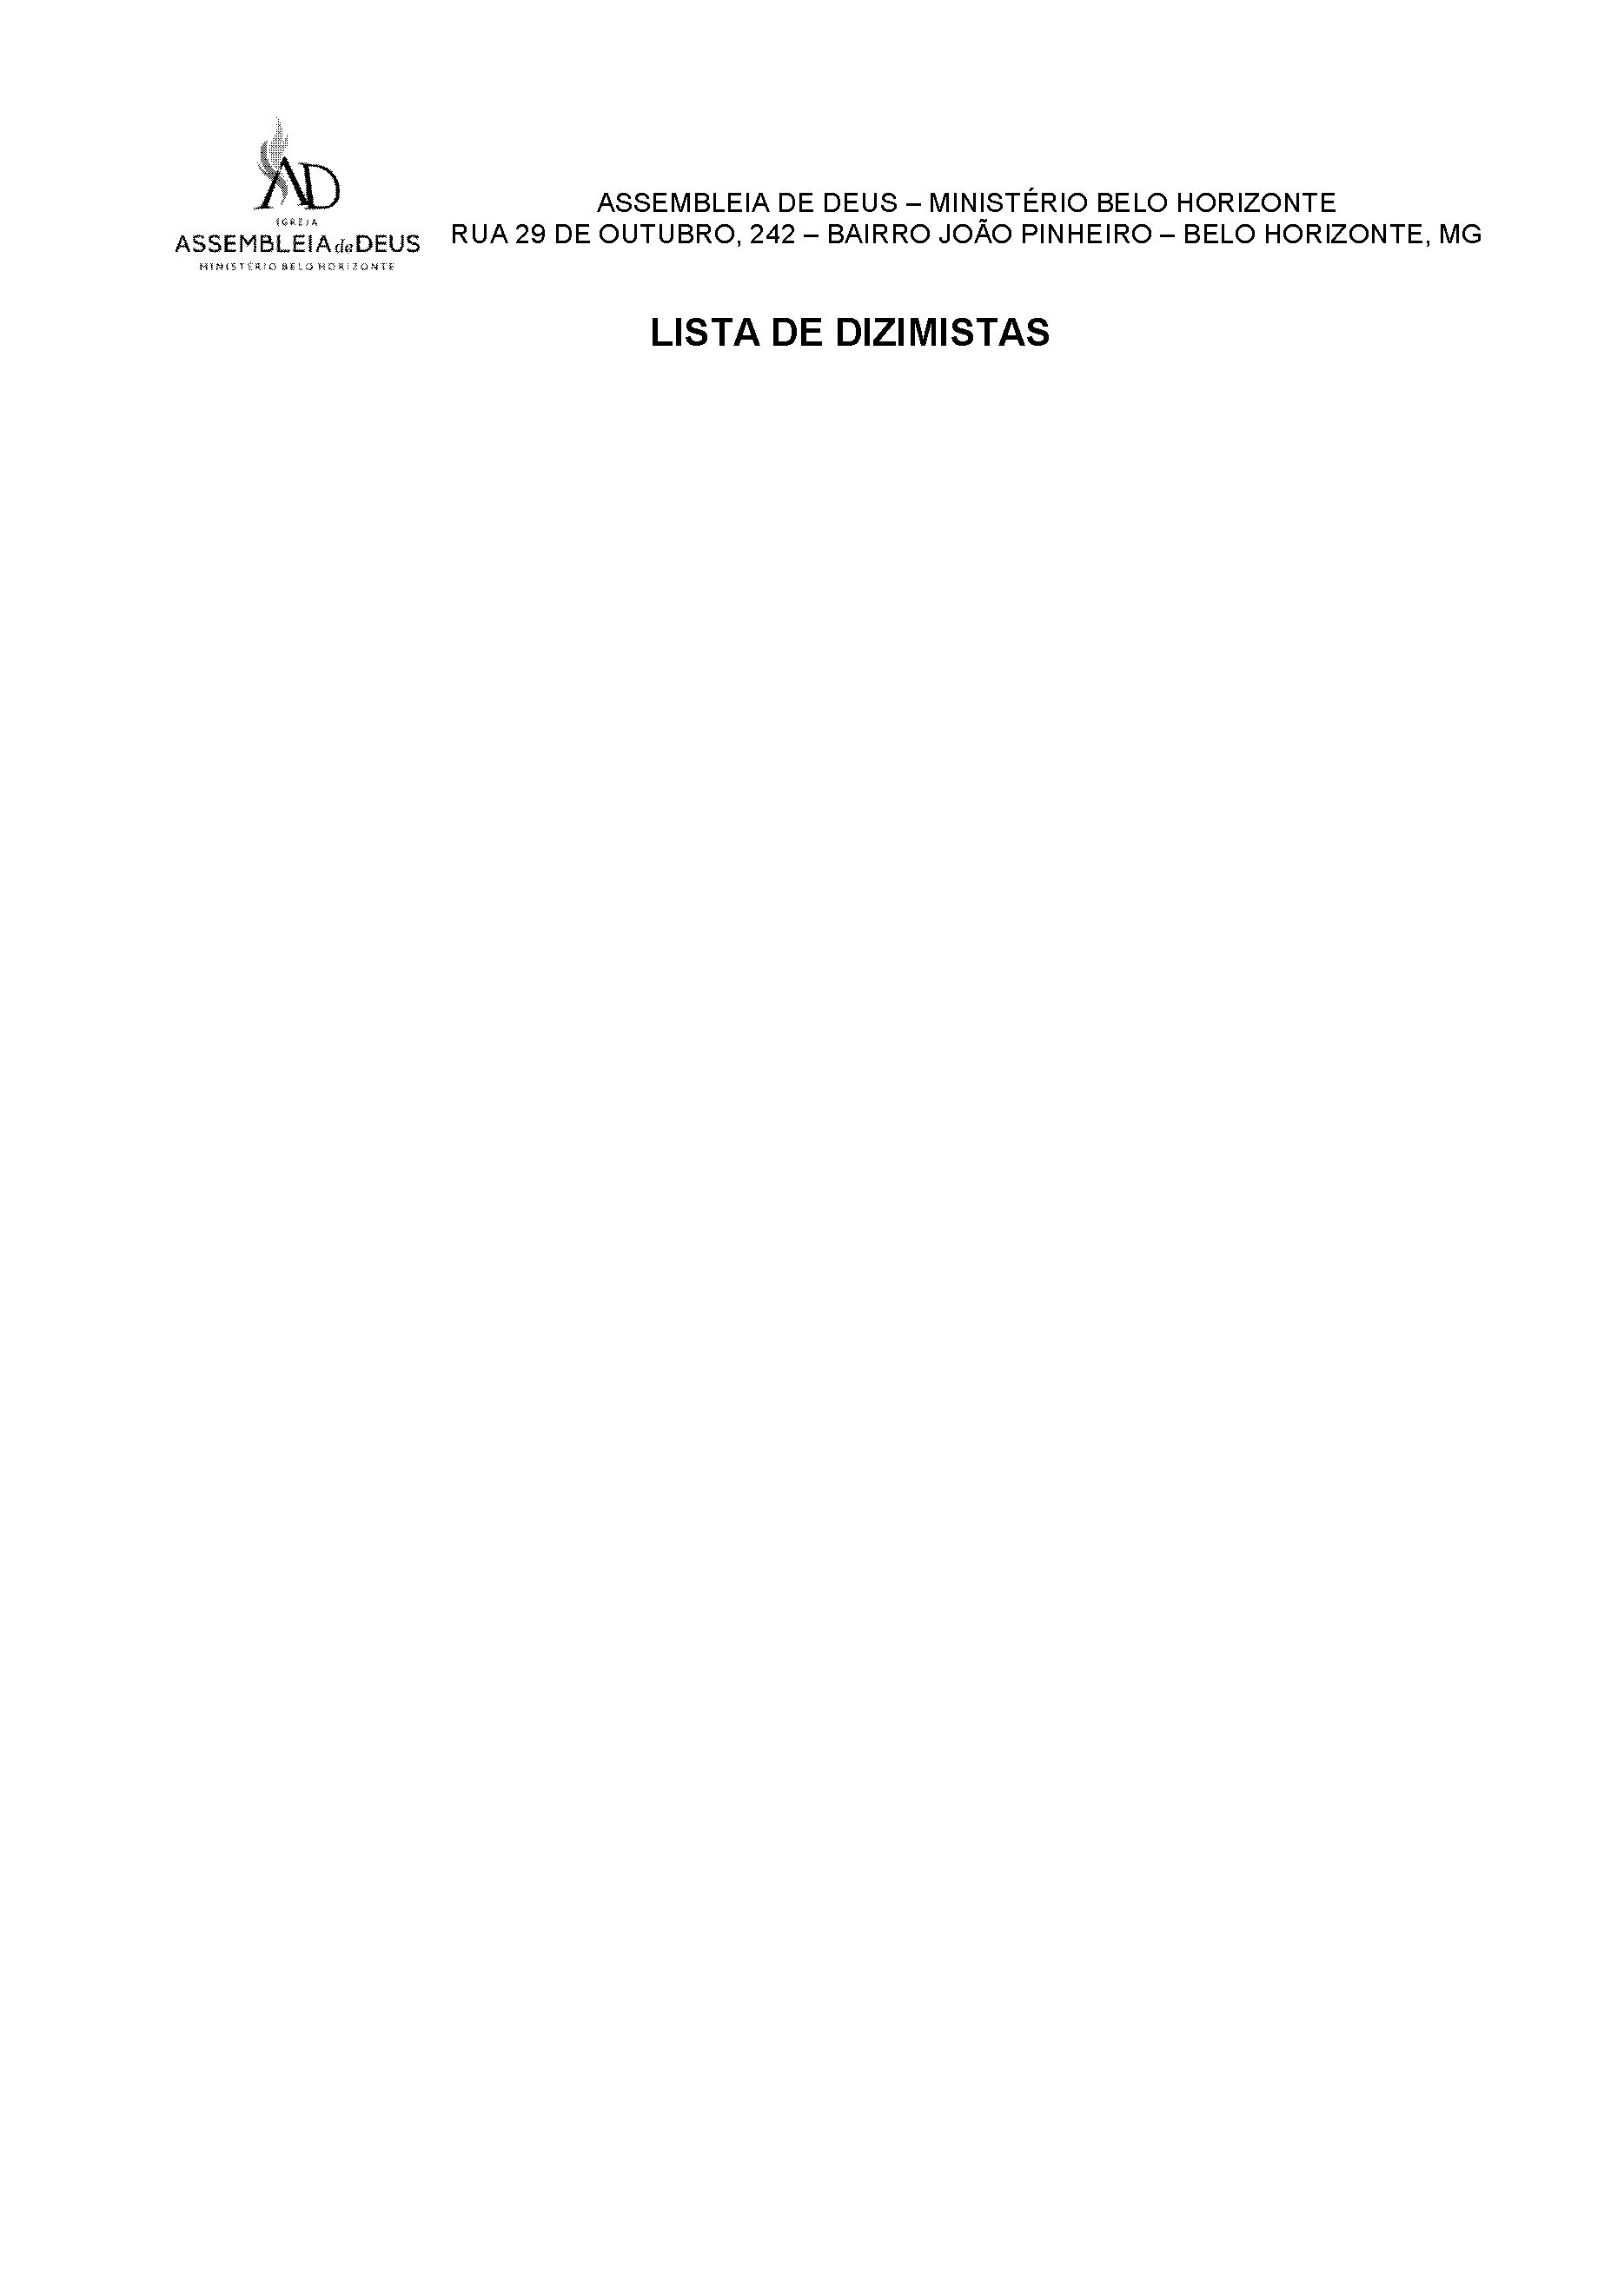 AD
IGREJA
ASSEMBLEIA de DEUS
MINISTÉRIO BELO HORIZONTE
ASSEMBLEIA DE DEUS – MINISTÉRIO BELO HORIZONTE
RUA 29 DE OUTUBRO, 242 – BAIRRO JOÃO PINHEIRO – BELO HORIZONTE, MG
LISTA DE DIZIMISTAS